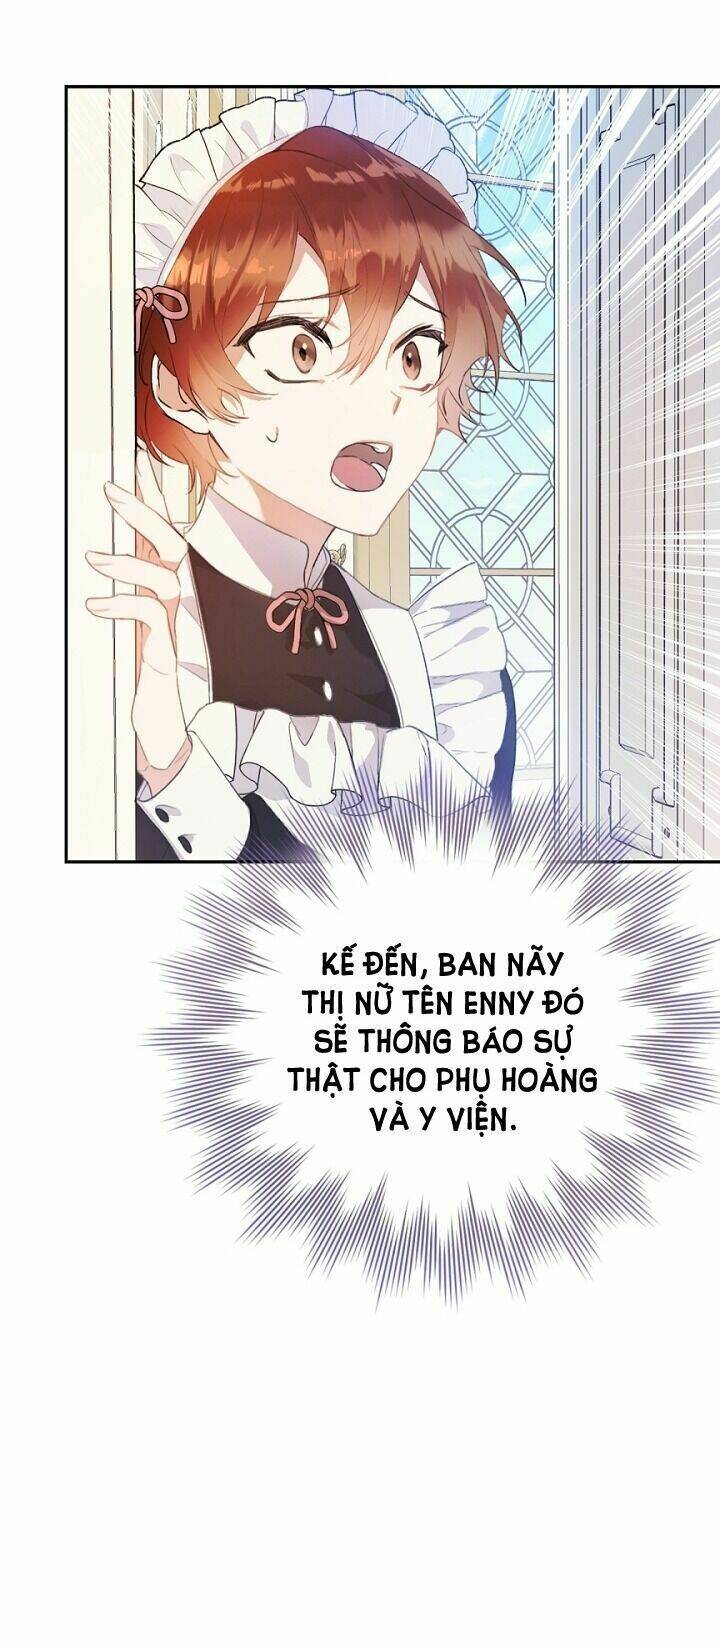 KẾ ĐẾN, BAN NÃY
THỊ NỮ TÊN ENNY ĐÓ
SẼ THÔNG BÁO SỰ
THẬT CHO PHỤ HOÀNG
VÀ Y VIỆN.